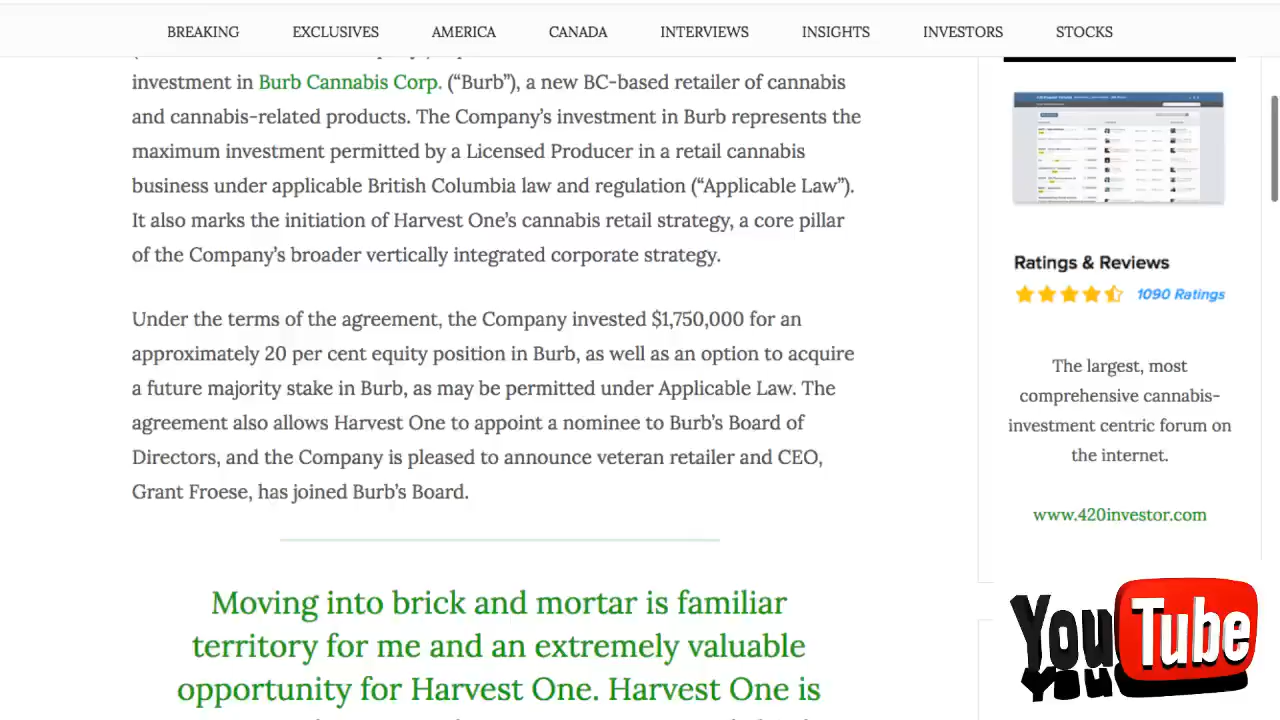 BREAKING EXCLUSIVES AMERICA CANADA INTERVIEWS INSIGHTS INVESTORS STOCKS
investment in Burb Cannabis Corp. (“Burb”), a new BC-based retailer of cannabis
and cannabis-related products. The Company’s investment in Burb represents the
maximum investment permitted by a Licensed Producer in a retail cannabis
business under applicable British Columbia law and regulation (“Applicable Law”).
It also marks the initiation of Harvest One’s cannabis retail strategy, a core pillar
of the Company’s broader vertically integrated corporate strategy.
Under the terms of the agreement, the Company invested $1,750,000 for an
approximately 20 per cent equity position in Burb, as well as an option to acquire
a future majority stake in Burb, as may be permitted under Applicable Law. The
agreement also allows Harvest One to appoint a nominee to Burb’s Board of
Directors, and the Company is pleased to announce veteran retailer and CEO,
Grant Froese, has joined Burb’s Board.
Moving into brick and mortar is familiar
territory for me and an extremely valuable
opportunity for Harvest One. Harvest One is
Ratings & Reviews
1090 Ratings
The largest, most
comprehensive cannabis-
investment centric forum on
the internet.
www.420investor.com
You Tube